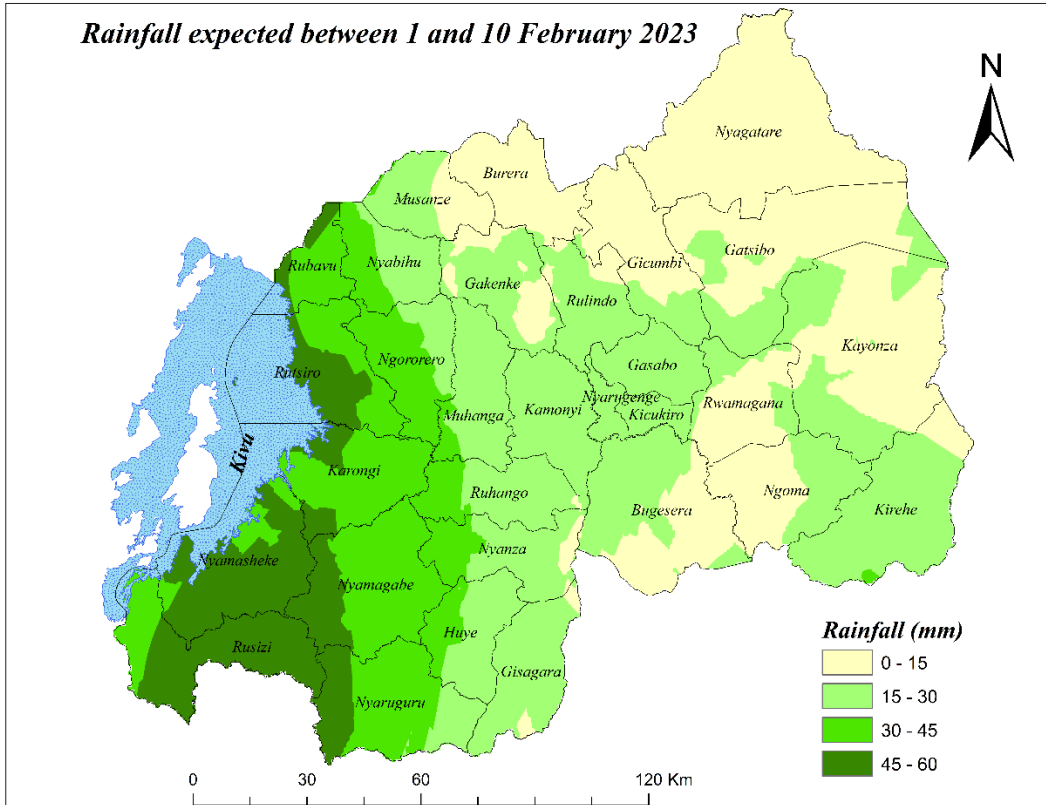 Rainfall expected between 1 and 10 February 2023
N
Nyagatare
Burera
Musanze
Gatsibo
Gicumbi
Rubavu
Nyabihu
Gakenke
Rulindo
Kayonza
Ngororero
Gasabo
Rutsiro
Nyarugenge
Rwamagana
Kicukiro
Muhanga
Kamonyi
Kivu
Karongi
Ruhango
Ngoma
Bugesera
Kirehe
Nyanza
Nyamasheke
Nyamagabe
Huye
Rusizi
Gisagara
Nyaruguru
Rainfall (mm)
0 - 15
15 - 30
30 - 45
45 - 60
0 30 60 120 Km